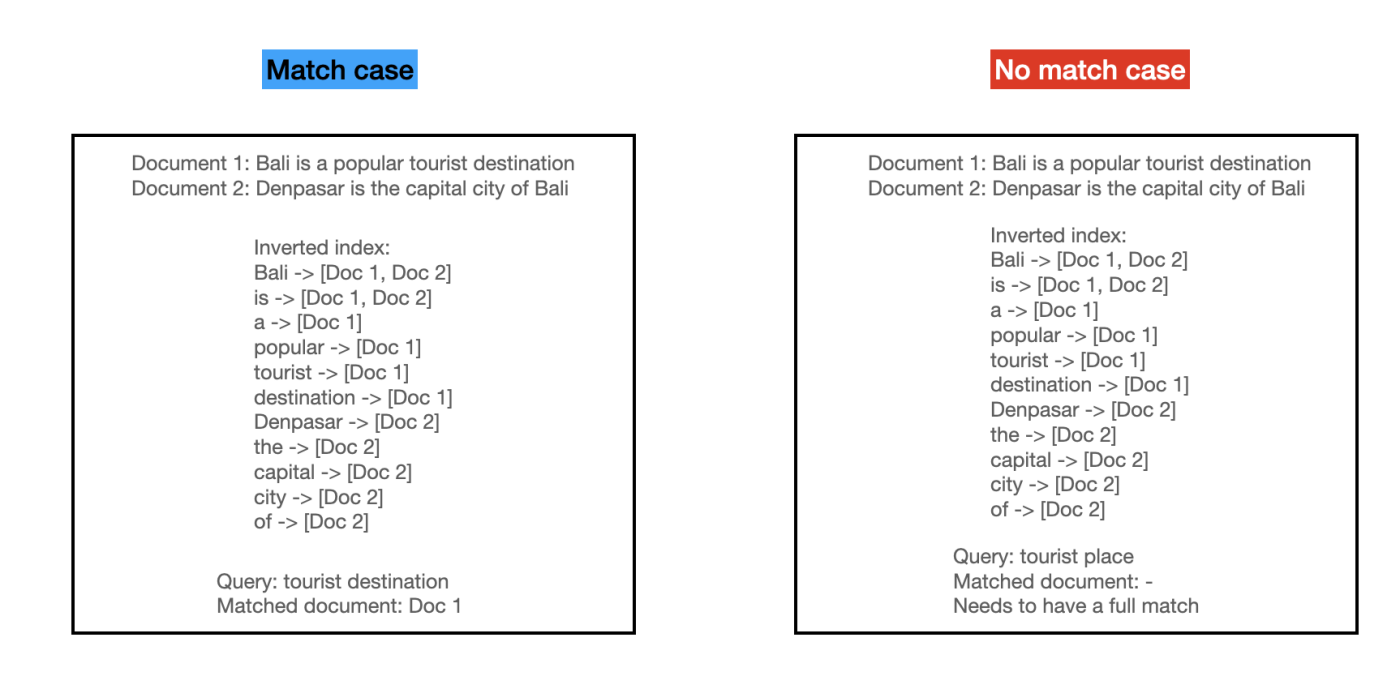 Match case
Document 1: Bali is a popular tourist destination
Document 2: Denpasar is the capital city of Bali
Inverted index:
Bali -> [Doc 1, Doc 2]
is -> [Doc 1, Doc 2]
a -> [Doc 1]
popular -> [Doc 1]
tourist -> [Doc 1]
destination -> [Doc 1]
Denpasar -> [Doc 2]
the -> [Doc 2]
capital -> [Doc 2]
city -> [Doc 2]
of -> [Doc 2]
Query: tourist destination
Matched document: Doc 1
No match case
Document 1: Bali is a popular tourist destination
Document 2: Denpasar is the capital city of Bali
Inverted index:
Bali -> [Doc 1, Doc 2]
is -> [Doc 1, Doc 2]
a -> [Doc 1]
popular -> [Doc 1]
tourist -> [Doc 1]
destination -> [Doc 1]
Denpasar -> [Doc 2]
the -> [Doc 2]
capital -> [Doc 2]
city -> [Doc 2]
of -> [Doc 2]
Query: tourist place
Matched document: -
Needs to have a full match